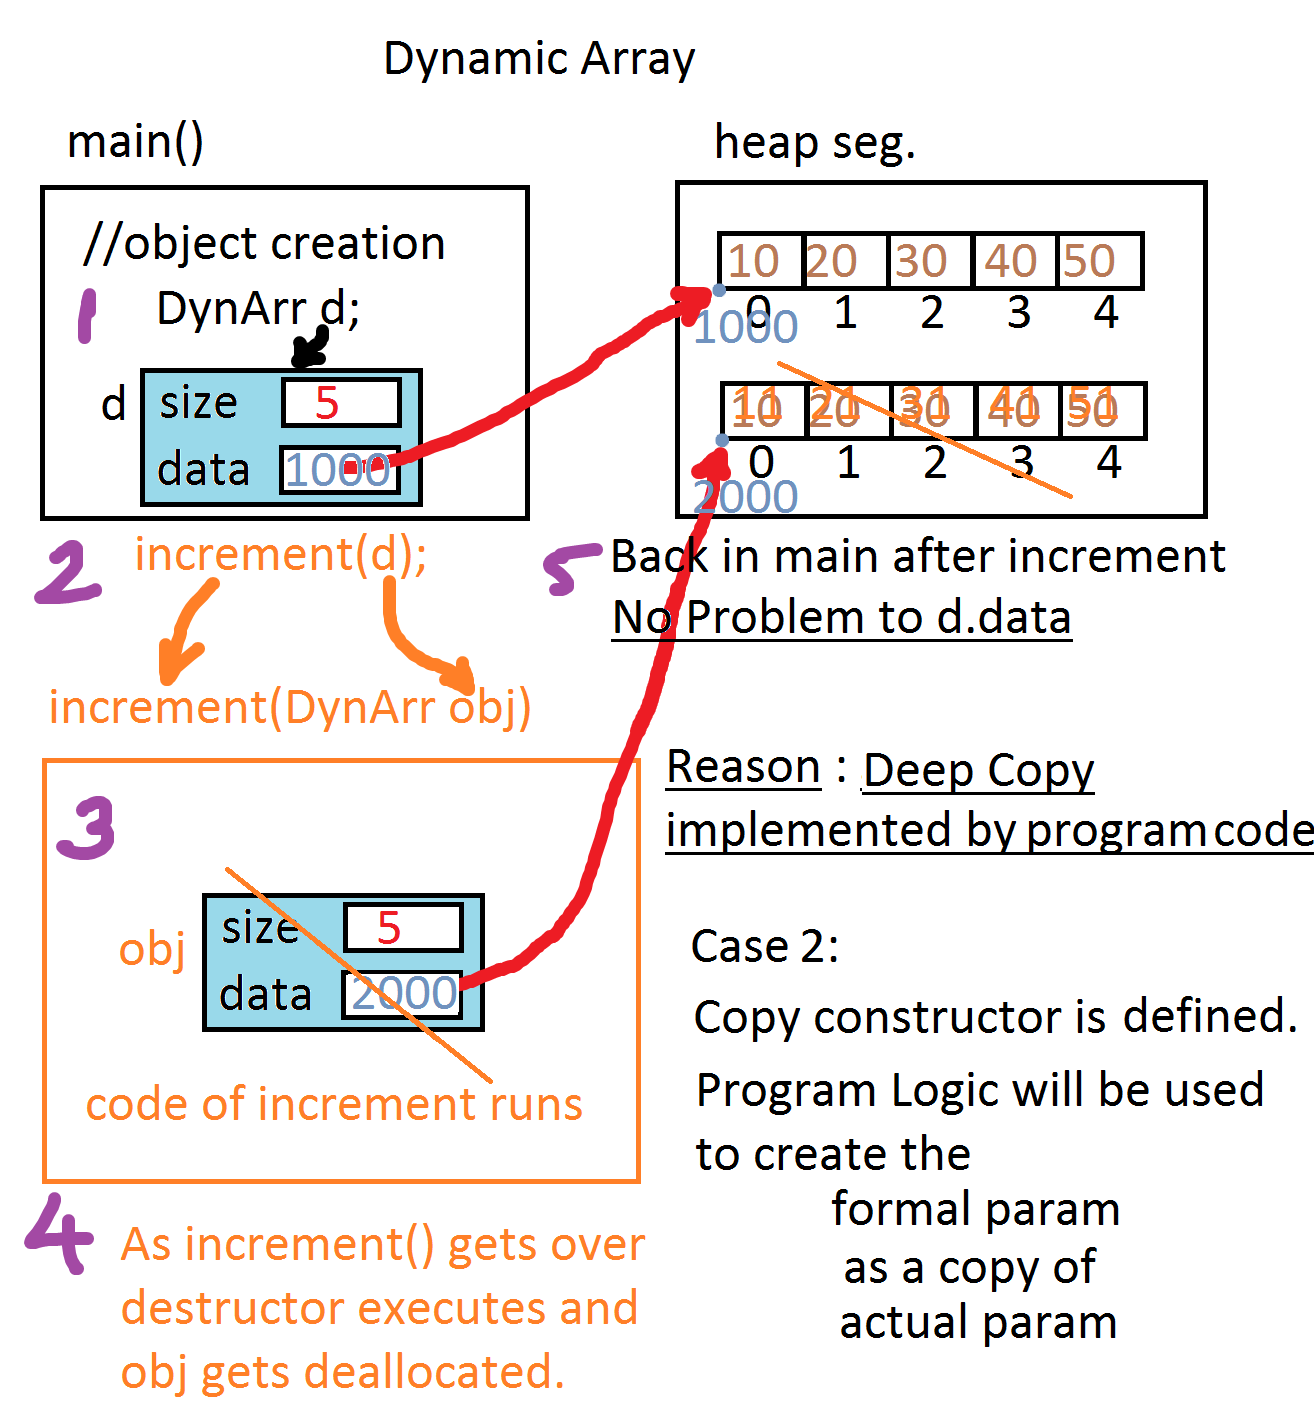 Dynamic Array
main()
//object creation
1
DynArr d;
d
size
5
data
1000
heap seg.
10 20 30 40 50
0 1 2 3 4
1000
10 20 30 40 50
11 21 31 41 51
0 1 2 3 4
2000
2
increment(d);
increment(DynArr obj)
3
obj
size
5
data
2000
code of increment runs
4
As increment() gets over
destructor executes and
obj gets deallocated.
5
Back in main after increment
No Problem to d.data
Reason : Deep Copy
implemented by program code
Case 2:
Copy constructor is defined.
Program Logic will be used
to create the
formal param
as a copy of
actual param